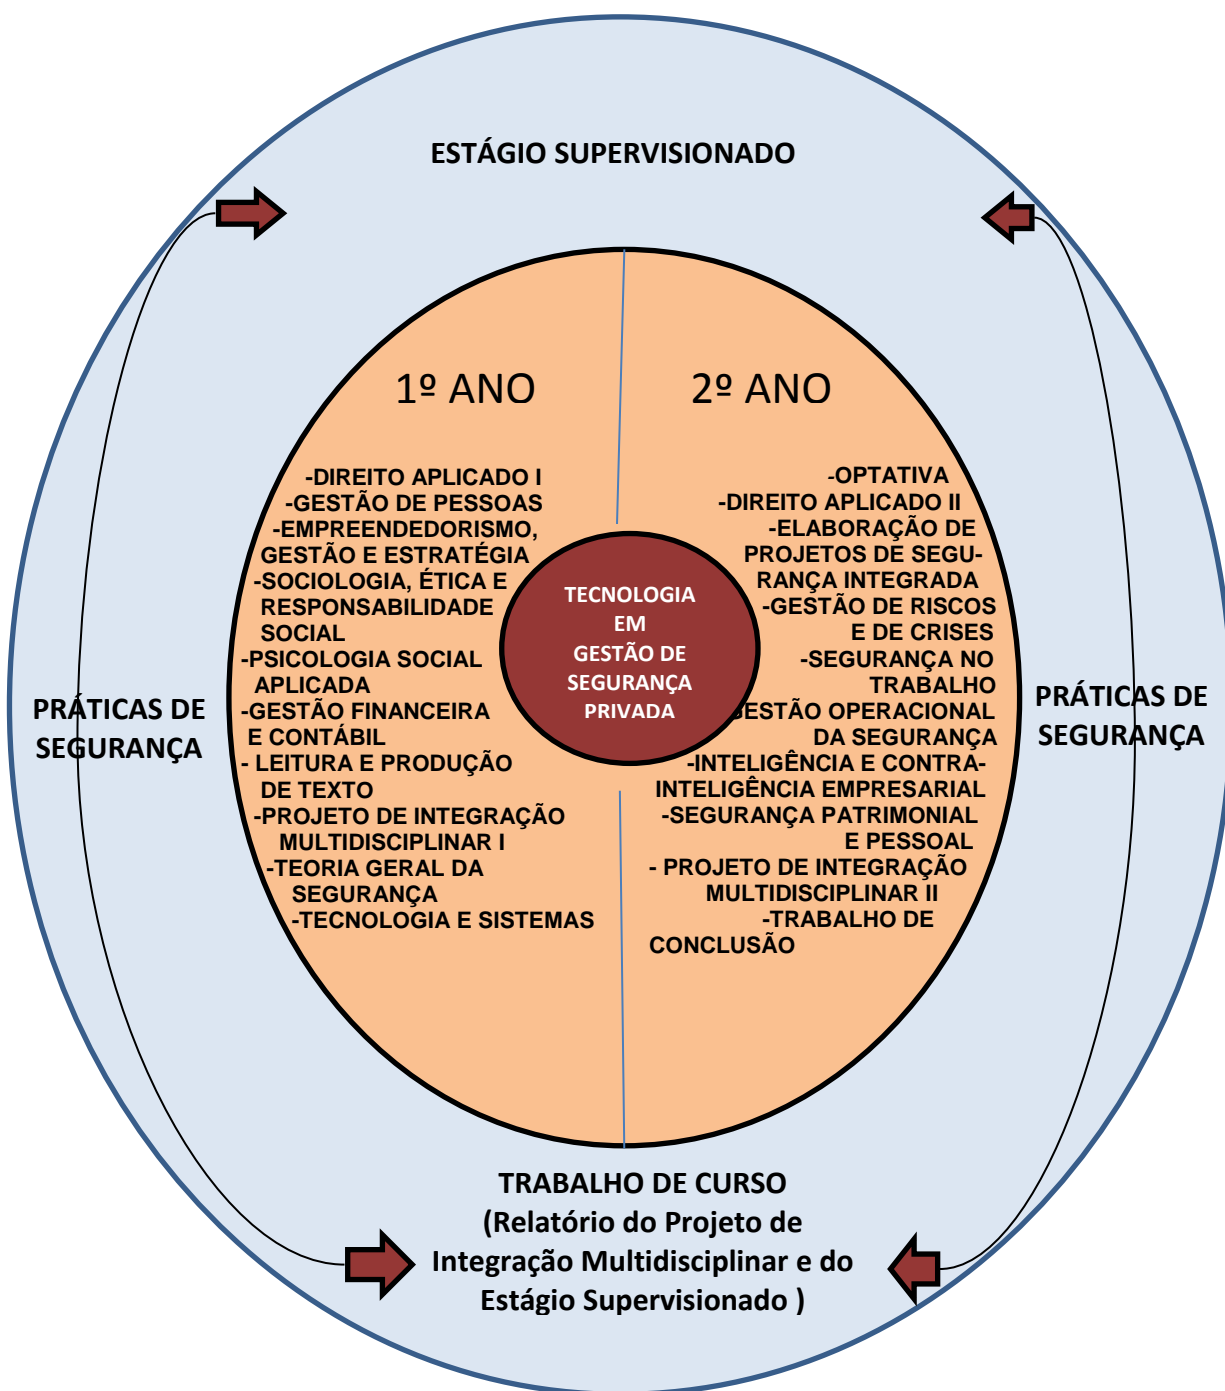 ESTÁGIO SUPERVISIONADO
1º ANO
-DIREITO APLICADO I
-GESTÃO DE PESSOAS
-EMPREENDEDORISMO,
GESTÃO E ESTRATÉGIA
-SOCIOLOGIA, ÉTICA E
RESPONSABILIDADE
SOCIAL
-PSICOLOGIA SOCIAL
APLICADA
-GESTÃO FINANCEIRA
E CONTÁBIL
- LEITURA E PRODUÇÃO
DE TEXTO
-PROJETO DE INTEGRAÇÃO
MULTIDISCIPLINAR I
-TEORIA GERAL DA
SEGURANÇA
-TECNOLOGIA E SISTEMAS
2º ANO
-OPTATIVA
-DIREITO APLICADO II
-ELABORAÇÃO DE
PROJETOS DE SEGU-
RANÇA INTEGRADA
-GESTÃO DE RISCOS
E DE CRISES
-SEGURANÇA NO
TRABALHO
GESTÃO OPERACIONAL
DA SEGURANÇA
-INTELIGÊNCIA E CONTRA-
INTELIGÊNCIA EMPRESARIAL
-SEGURANÇA PATRIMONIAL
E PESSOAL
- PROJETO DE INTEGRAÇÃO
MULTIDISCIPLINAR II
-TRABALHO DE
CONCLUSÃO
TECNOLOGIA
EM
GESTÃO DE
SEGURANÇA
PRIVADA
PRÁTICAS DE
SEGURANÇA
PRÁTICAS DE
SEGURANÇA
TRABALHO DE CURSO
(Relatório do Projeto de
Integração Multidisciplinar e do
Estágio Supervisionado )